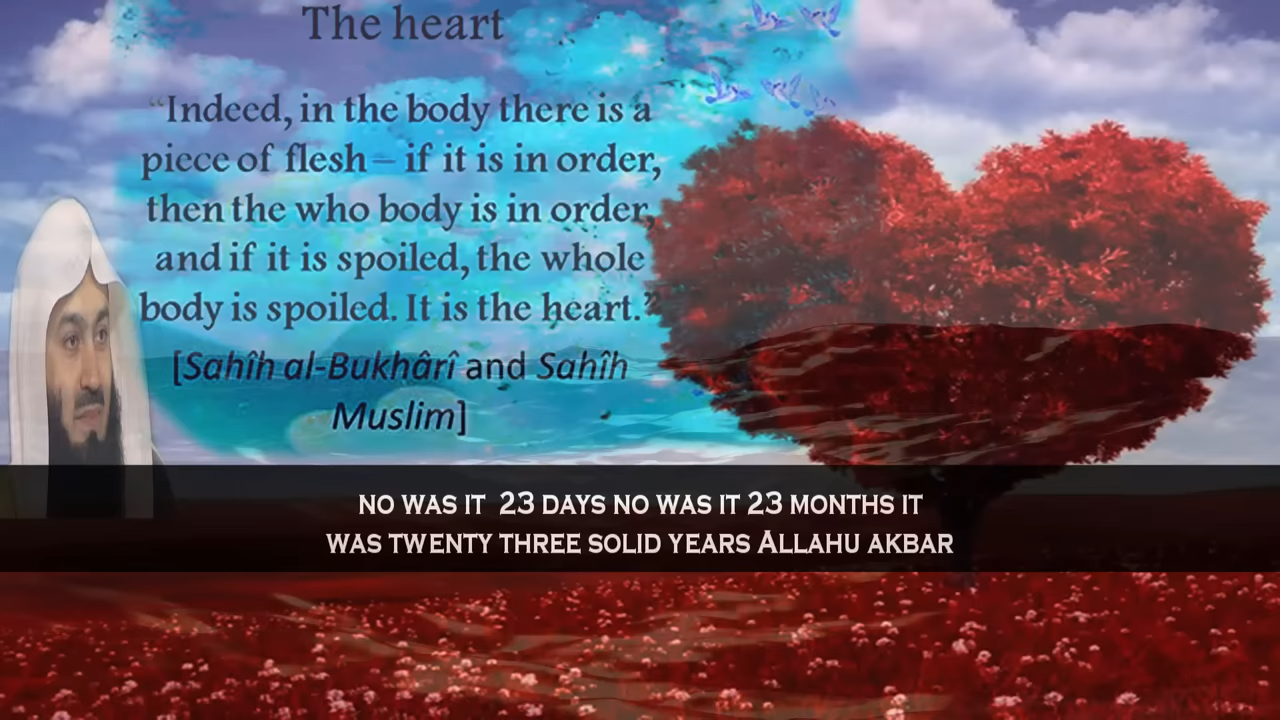 The heart
“Indeed, in the body there is a
piece of flesh – if it is in order,
then the who body is in order,
and if it is spoiled, the whole
body is spoiled. It is the heart.”
[Sahîh al-Bukhârî and Sahîh
Muslim]
NO WAS IT 23 DAYS NO WAS IT 23 MONTHS IT
WAS TWENTY THREE SOLID YEARS ALLAHU AKBAR